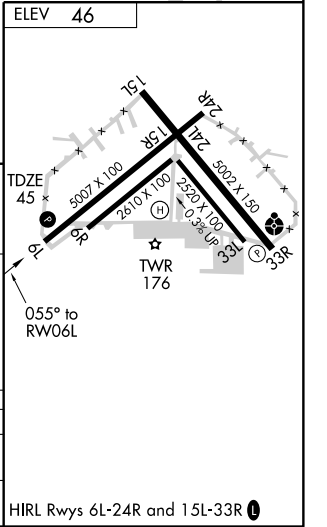 ELEV 46
15L
24R
15R
24L
TDZE
45
5007 X 100
2610 X 100
5002 X 150
2520 X 100
0.3% UP
P
H
6L
6R
33L
P
33R
TWR
176
055° to
RW06L
HIRL Rwys 6L-24R and 15L-33R L